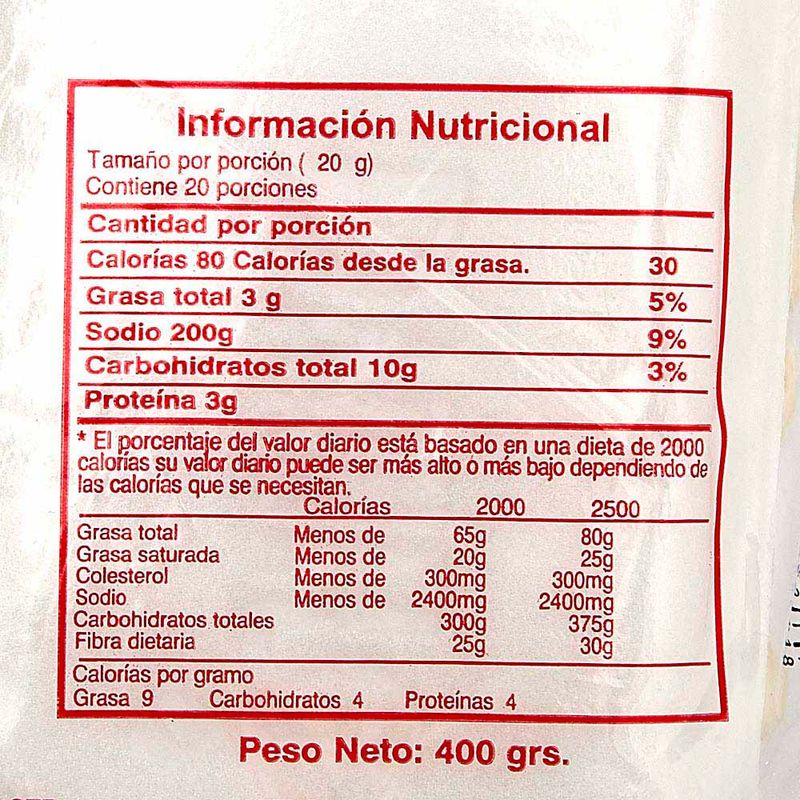 Información Nutricional
Tamaño por porción ( 20 g)
Contiene 20 porciones
Cantidad por porción
Calorías 80 Calorías desde la grasa. 30
Grasa total 3 g 5%
Sodio 200g 9%
Carbohidratos total 10g 3%
Proteína 3g
* El porcentaje del valor diario está basado en una dieta de 2000
calorías su valor diario puede ser más alto ó más bajo dependiendo de
las calorías que se necesitan.
Calorías 2000 2500
Grasa total Menos de 65g 80g
Grasa saturada Menos de 20g 25g
Colesterol Menos de 300mg 300mg
Sodio Menos de 2400mg 2400mg
Carbohidratos totales 300g 375g
Fibra dietaria 25g 30g
Calorías por gramo
Grasa 9 Carbohidratos 4 Proteínas 4
Peso Neto: 400 grs.